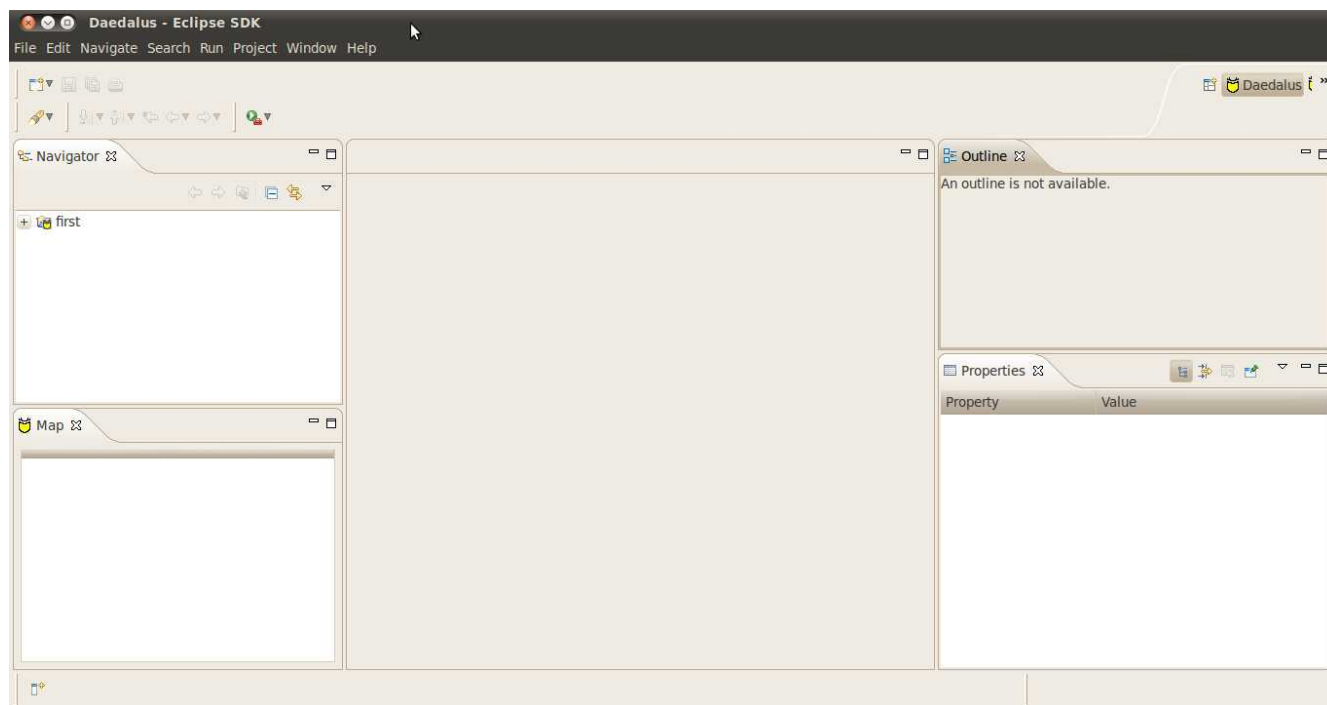 Daedalus - Eclipse SDK
File Edit Navigate Search Run Project Window Help
Daedalus
Navigator
Outline
An outline is not available.
first
Properties
Property Value
Map